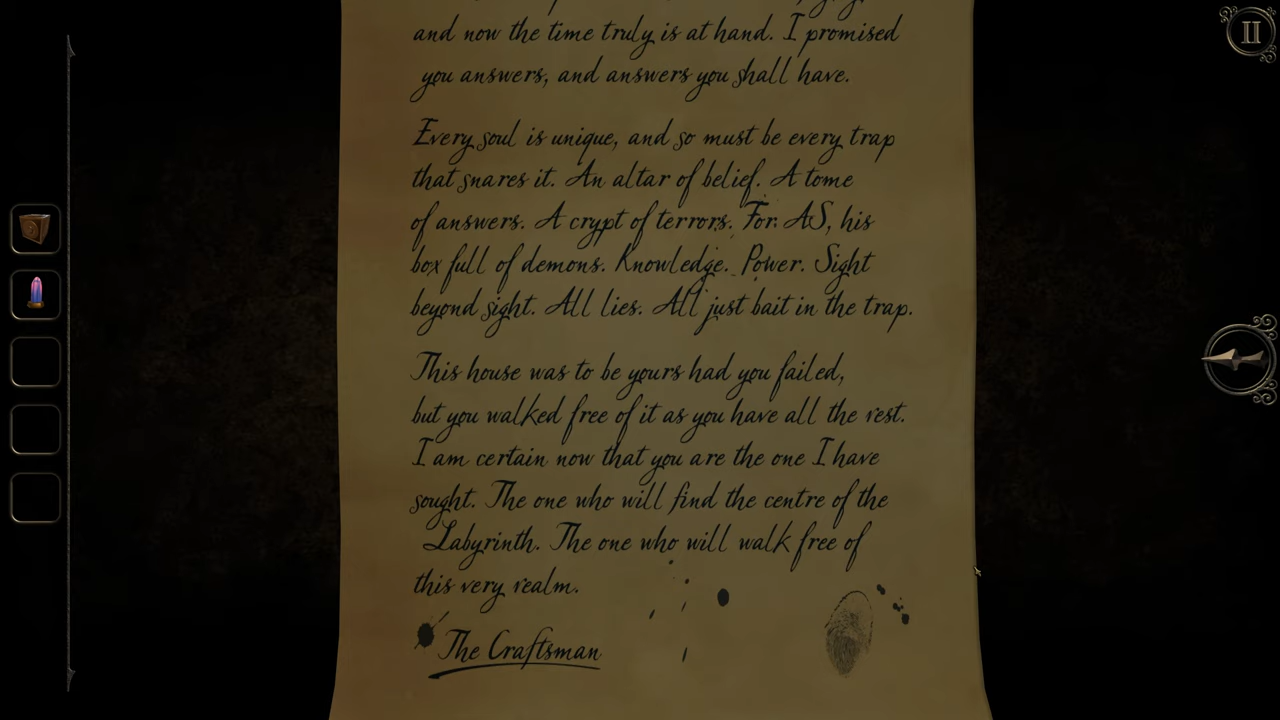 and now the time truly is at hand. I promised
you answers, and answers you shall have.
Every soul is unique, and so must be every trap
that snares it. An altar of belief. A tome
of answers. A crypt of terrors. For AS, his
box full of demons. Knowledge. Power. Sight
beyond sight. All lies. All just bait in the trap.
This house was to be yours had you failed,
but you walked free of it as you have all the rest.
I am certain now that you are the one I have
sought. The one who will find the centre of the
Labyrinth. The one who will walk free of
this very realm.
The Craftsman